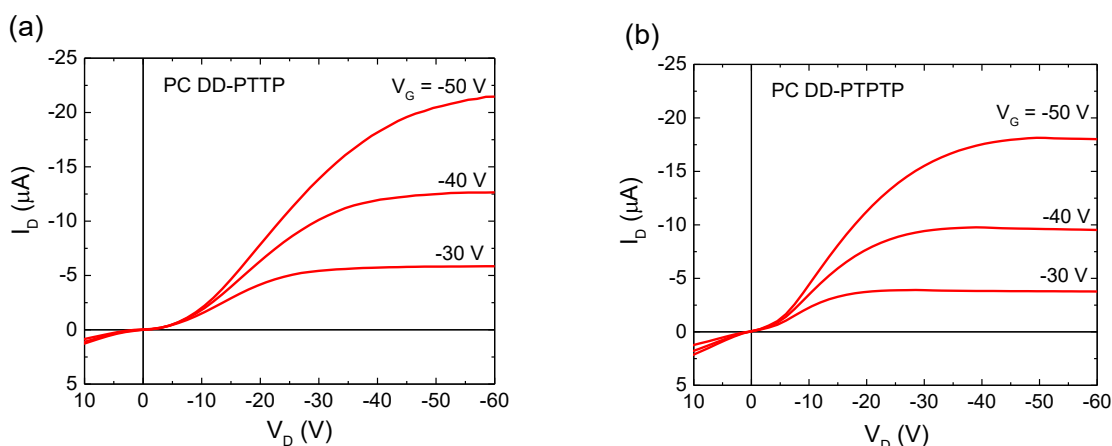 (a)
-25
-20
-15
-10
-5
0
5
I_D (μA)
PC DD-PTTP
V_G = -50 V
-40 V
-30 V
10 0 -10 -20 -30 -40 -50 -60
V_D (V)
(b)
-25
-20
-15
-10
-5
0
5
I_D (μA)
PC DD-PTPTP
V_G = -50 V
-40 V
-30 V
10 0 -10 -20 -30 -40 -50 -60
V_D (V)